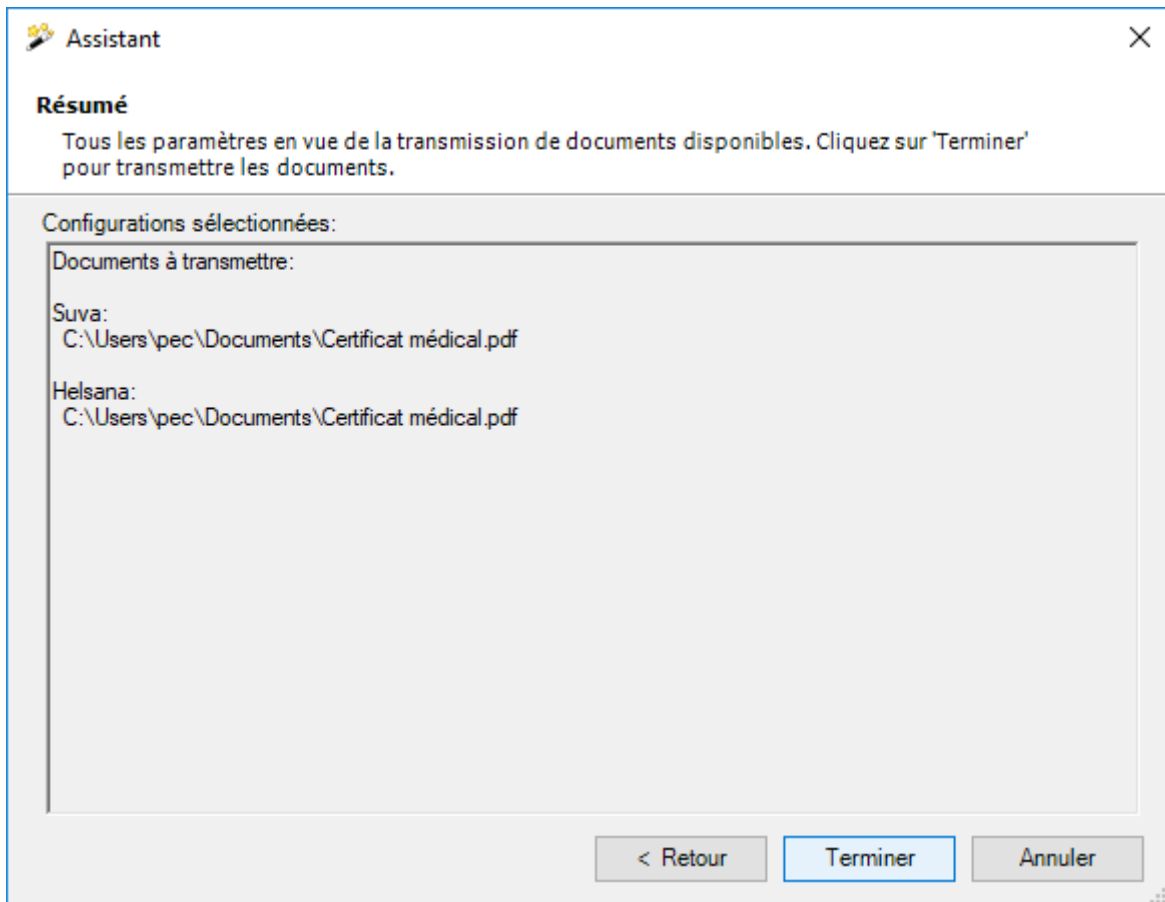 Assistant
Résumé
Tous les paramètres en vue de la transmission de documents disponibles. Cliquez sur 'Terminer'
pour transmettre les documents.
Configurations sélectionnées:
Documents à transmettre:
Suva:
C:\Users\pec\Documents\Certificat médical.pdf
Helsana:
C:\Users\pec\Documents\Certificat médical.pdf
< Retour
Terminer
Annuler